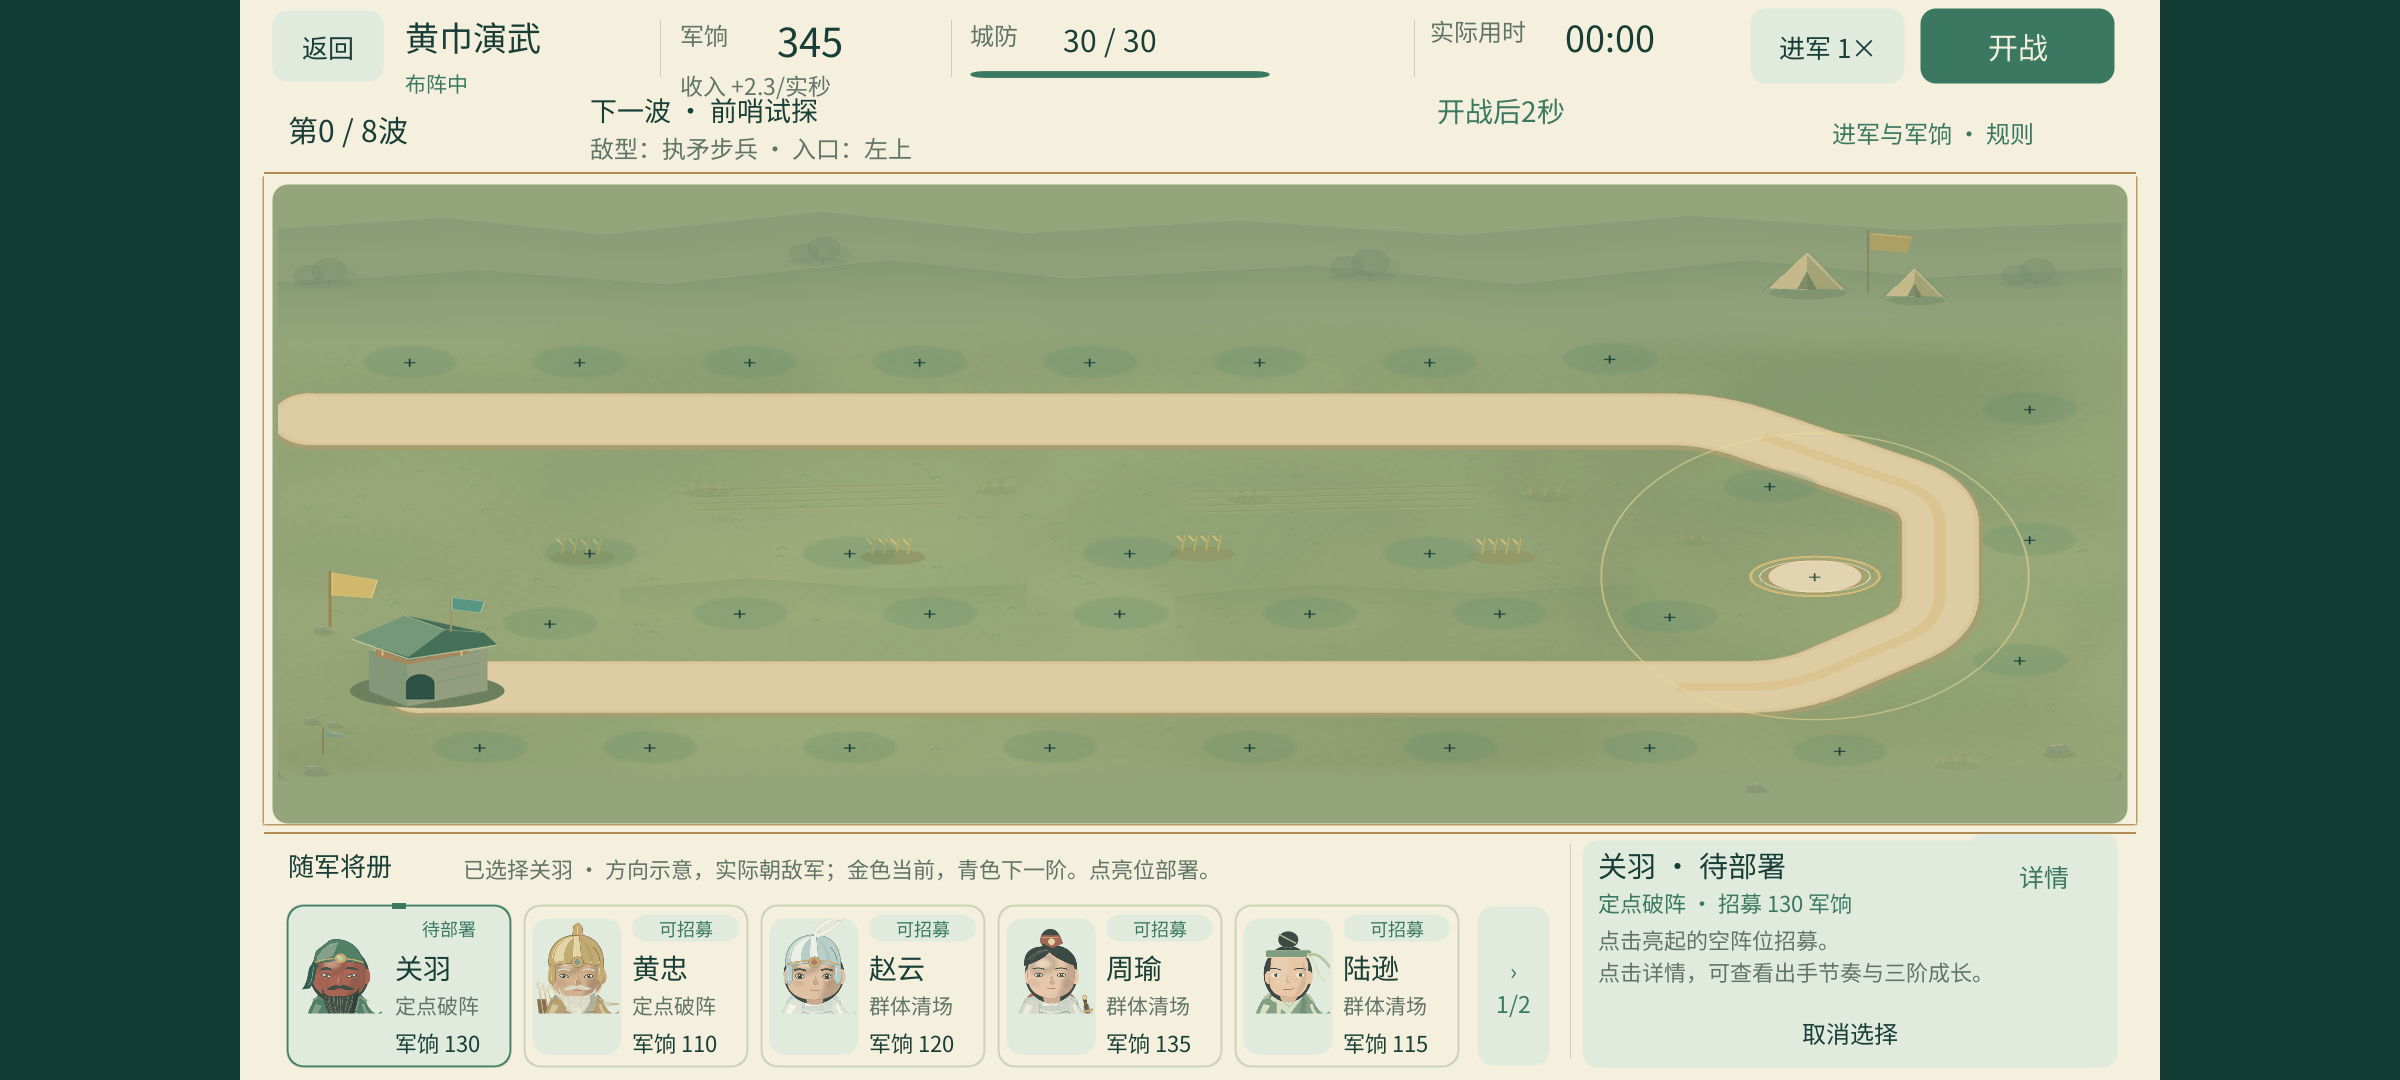 返回
黄巾演武
布阵中
军饷 345
收入 +2.3/实秒
城防 30 / 30
实际用时 00:00
进军 1×
开战
第0 / 8波
下一波 · 前哨试探
敌型：执矛步兵 · 入口：左上
开战后2秒
进军与军饷 · 规则
随军将册
已选择关羽 · 方向示意，实际朝敌军；金色当前，青色下一阶。点亮位部署。
待部署
关羽
定点破阵
军饷 130
可招募
黄忠
定点破阵
军饷 110
可招募
赵云
群体清场
军饷 120
可招募
周瑜
群体清场
军饷 135
可招募
陆逊
群体清场
军饷 115
›
1/2
关羽 · 待部署
详情
定点破阵 · 招募 130 军饷
点击亮起的空阵位招募。
点击详情，可查看出手节奏与三阶成长。
取消选择